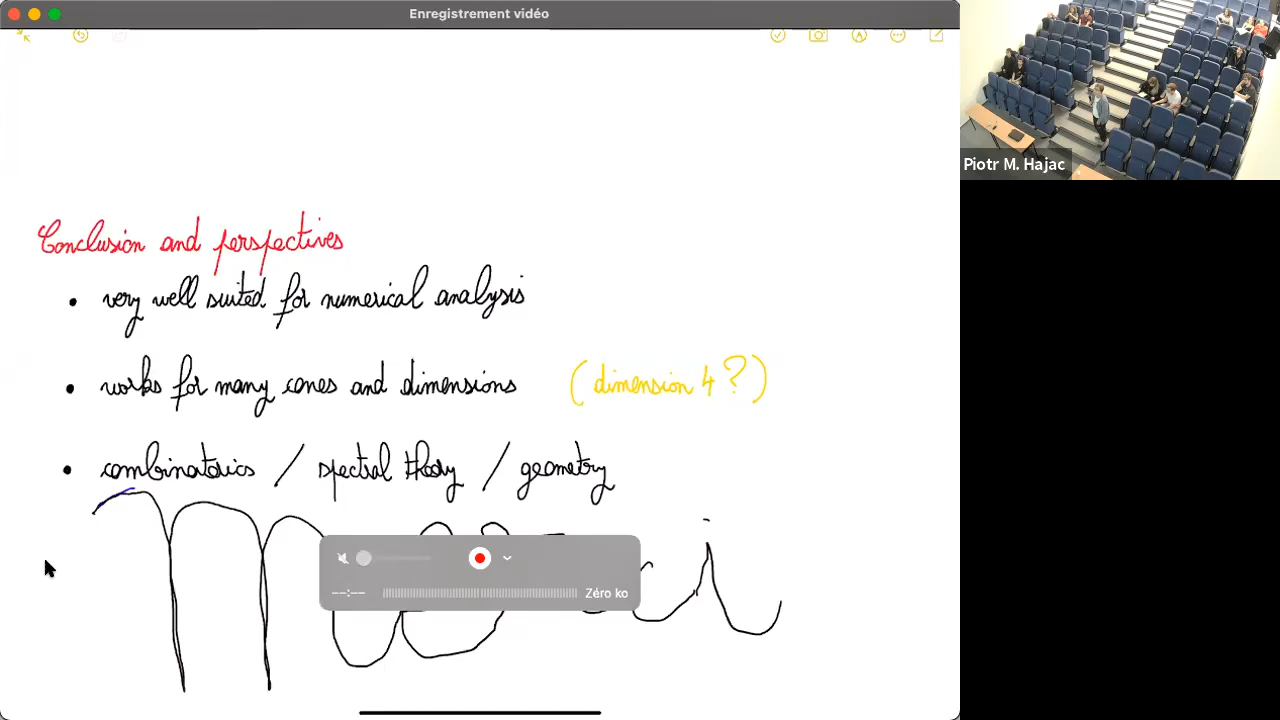 Enregistrement vidéo
Piotr M. Hajac
Conclusion and perspectives
• very well suited for numerical analysis
• works for many cones and dimensions (dimension 4 ?)
• combinatorics / spectral theory / geometry
--:-- Zéro ko